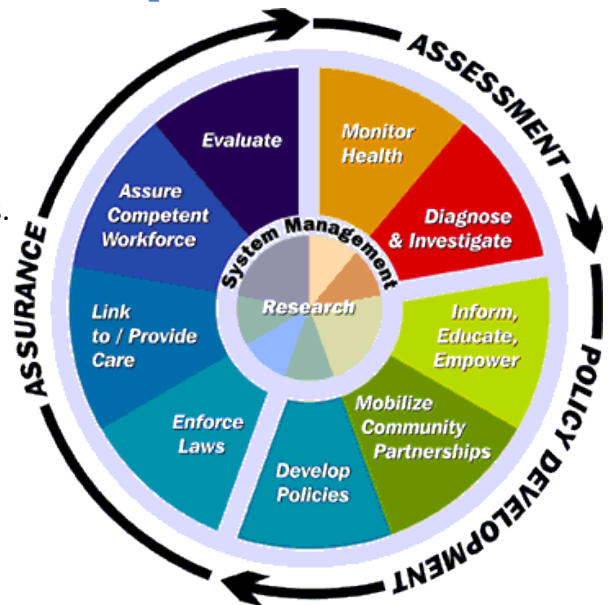 ASSESSMENT
POLICY DEVELOPMENT
ASSURANCE
Monitor
Health
Diagnose
& Investigate
Inform,
Educate,
Empower
Mobilize
Community
Partnerships
Develop
Policies
Enforce
Laws
Link
to / Provide
Care
Assure
Competent
Workforce
Evaluate
System Management
Research